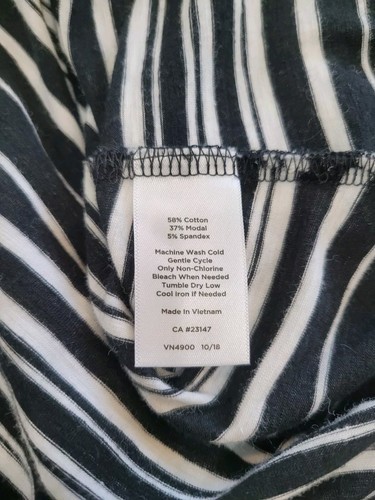 58% Cotton
37% Modal
5% Spandex
Machine Wash Cold
Gentle Cycle
Only Non-Chlorine
Bleach When Needed
Tumble Dry Low
Cool Iron If Needed
Made In Vietnam
CA #23147
VN4900 10/18